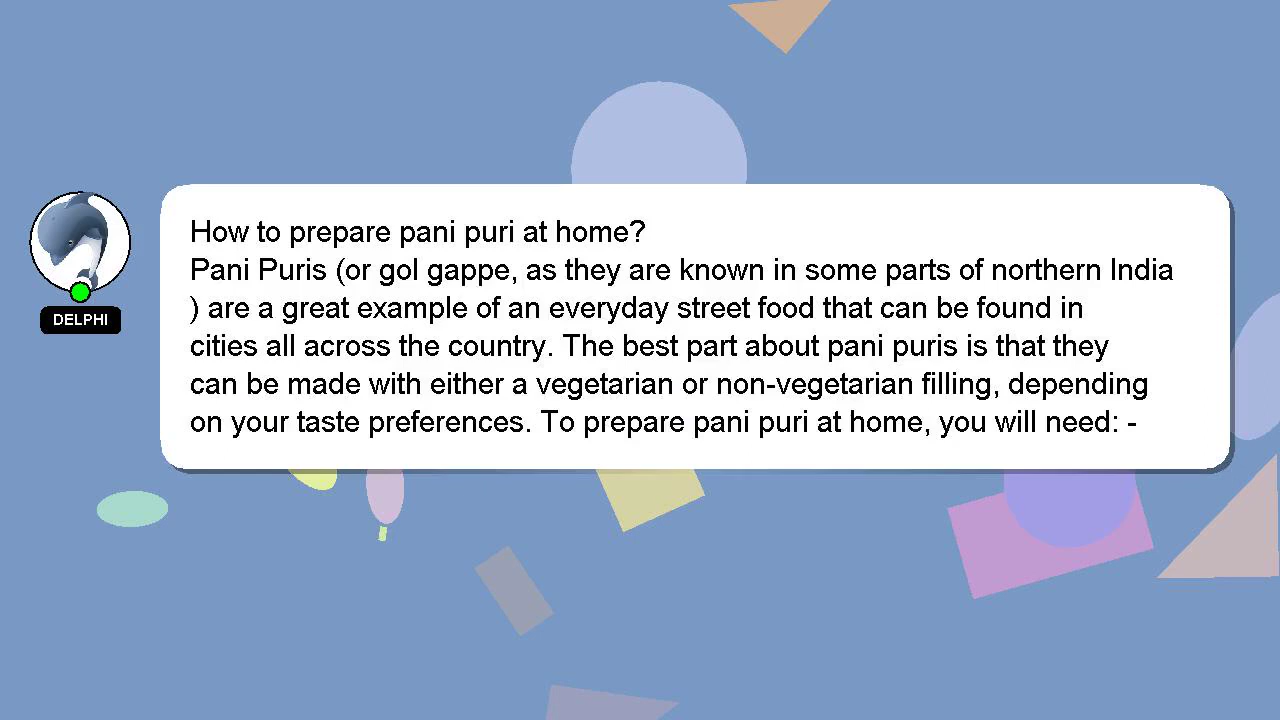 How to prepare pani puri at home?
Pani Puris (or gol gappe, as they are known in some parts of northern India
) are a great example of an everyday street food that can be found in
cities all across the country. The best part about pani puris is that they
can be made with either a vegetarian or non-vegetarian filling, depending
on your taste preferences. To prepare pani puri at home, you will need: -
DELPHI